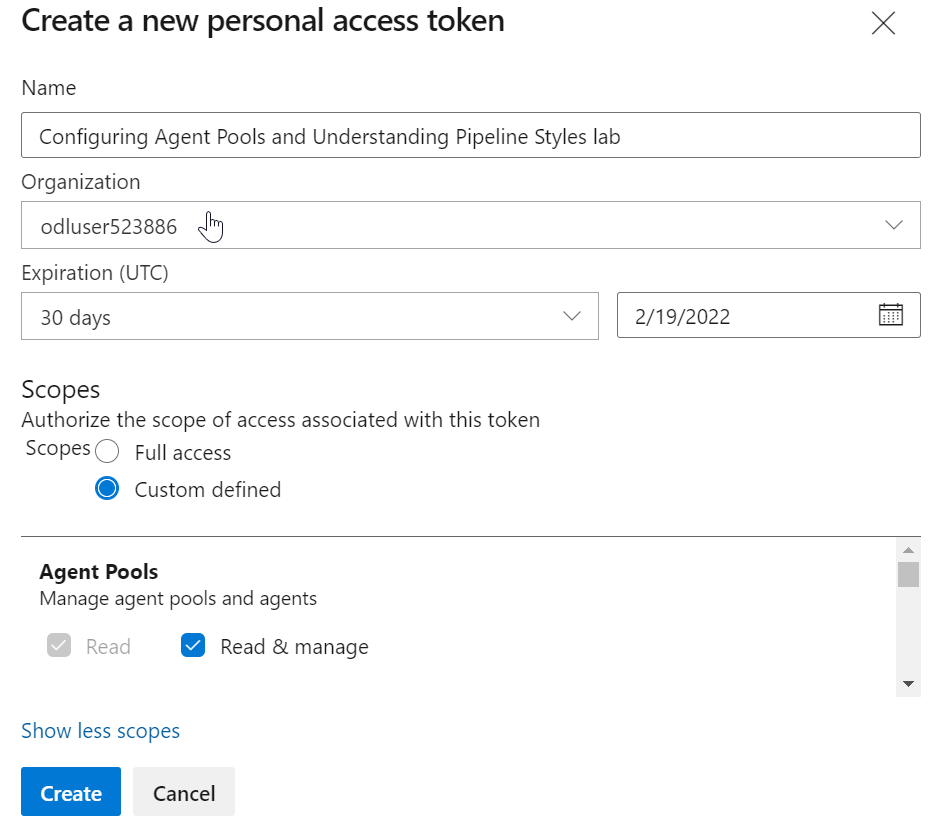 Create a new personal access token
Name
Configuring Agent Pools and Understanding Pipeline Styles lab
Organization
odluser523886
Expiration (UTC)
30 days
2/19/2022
Scopes
Authorize the scope of access associated with this token
Scopes
Full access
Custom defined
Agent Pools
Manage agent pools and agents
Read
Read & manage
Show less scopes
Create
Cancel